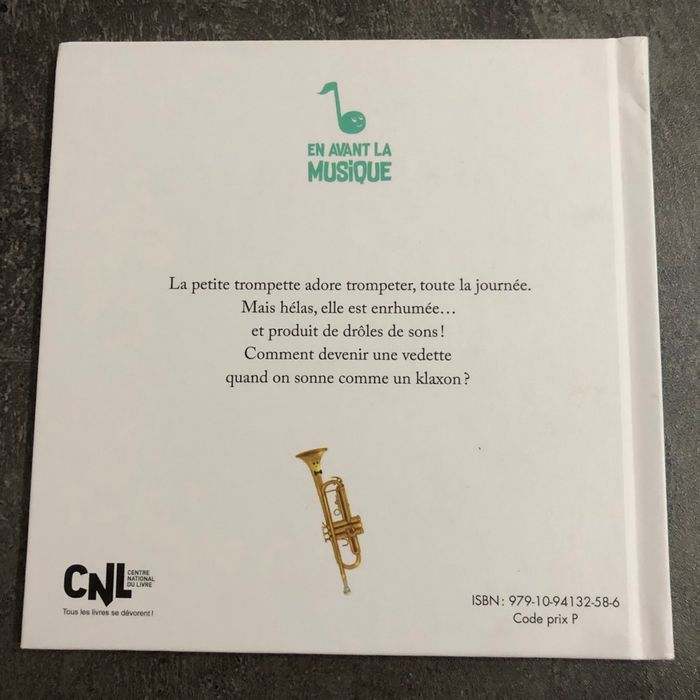 EN AVANT LA
MUSiQUE
La petite trompette adore trompeter, toute la journée.
Mais hélas, elle est enrhumée…
et produit de drôles de sons !
Comment devenir une vedette
quand on sonne comme un klaxon ?
CNL CENTRE
NATIONAL
DU LIVRE
Tous les livres se dévorent !
ISBN : 979-10-94132-58-6
Code prix P